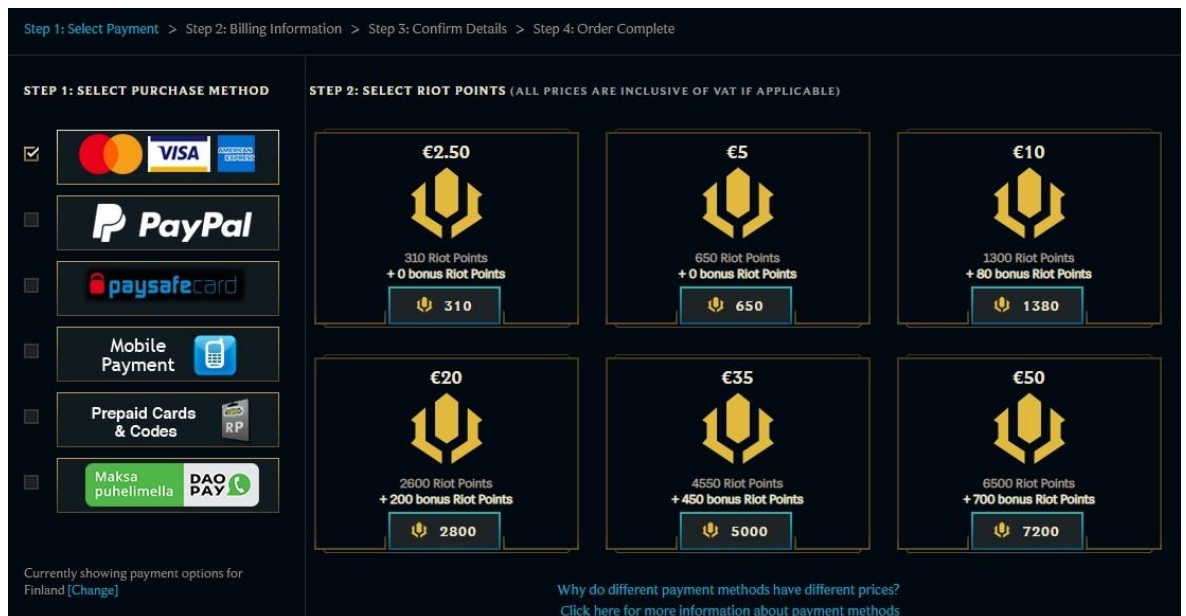 Step 1: Select Payment > Step 2: Billing Information > Step 3: Confirm Details > Step 4: Order Complete
STEP 1: SELECT PURCHASE METHOD
VISA
AMERICAN
EXPRESS
PayPal
paysafecard
Mobile
Payment
Prepaid Cards
& Codes
RP
Maksa
puhelimella
DAO
PAY
Currently showing payment options for
Finland [Change]
STEP 2: SELECT RIOT POINTS (ALL PRICES ARE INCLUSIVE OF VAT IF APPLICABLE)
€2.50
310 Riot Points
+ 0 bonus Riot Points
310
€5
650 Riot Points
+ 0 bonus Riot Points
650
€10
1300 Riot Points
+ 80 bonus Riot Points
1380
€20
2600 Riot Points
+ 200 bonus Riot Points
2800
€35
4550 Riot Points
+ 450 bonus Riot Points
5000
€50
6500 Riot Points
+ 700 bonus Riot Points
7200
Why do different payment methods have different prices?
Click here for more information about payment methods